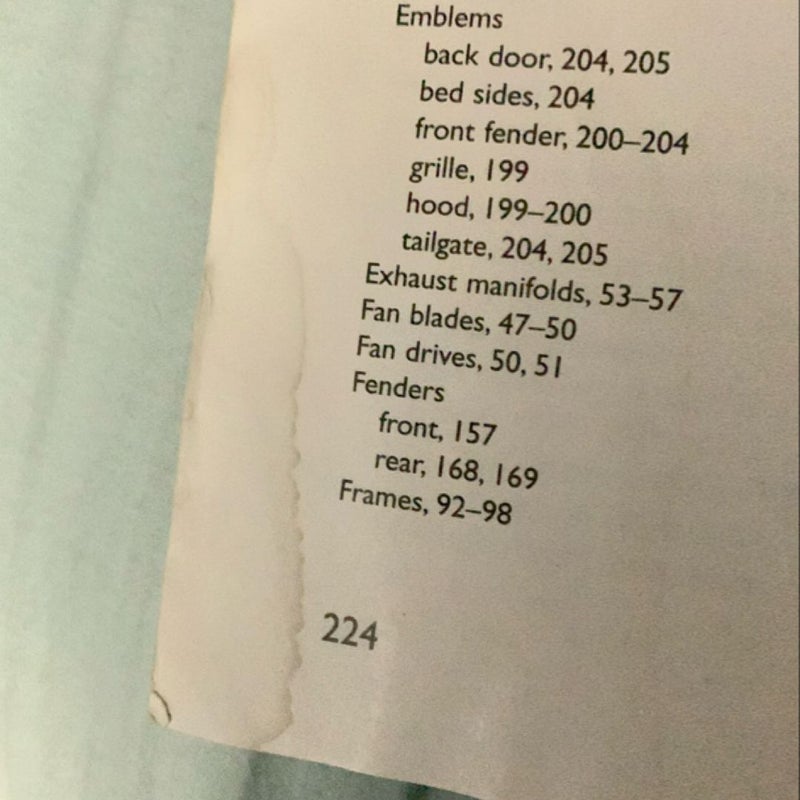 Emblems
back door, 204, 205
bed sides, 204
front fender, 200–204
grille, 199
hood, 199–200
tailgate, 204, 205
Exhaust manifolds, 53–57
Fan blades, 47–50
Fan drives, 50, 51
Fenders
front, 157
rear, 168, 169
Frames, 92–98
224